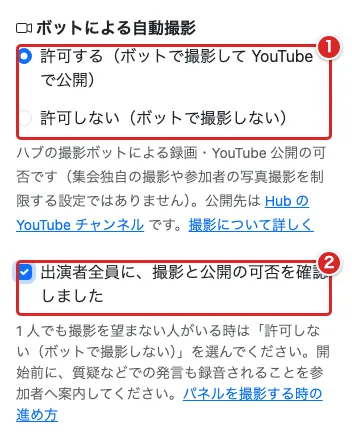 ボットによる自動撮影
1
許可する（ボットで撮影して YouTube
で公開）
許可しない（ボットで撮影しない）
ハブの撮影ボットによる録画・YouTube 公開の可
否です（集会独自の撮影や参加者の写真撮影を制
限する設定ではありません）。公開先は Hub の
YouTube チャンネル です。撮影について詳しく
2
出演者全員に、撮影と公開の可否を確認
しました
1 人でも撮影を望まない人がいる時は「許可しな
い（ボットで撮影しない）」を選んでください。開
始前に、質疑などでの発言も録音されることを参
加者へ案内してください。パネルを撮影する時の
進め方